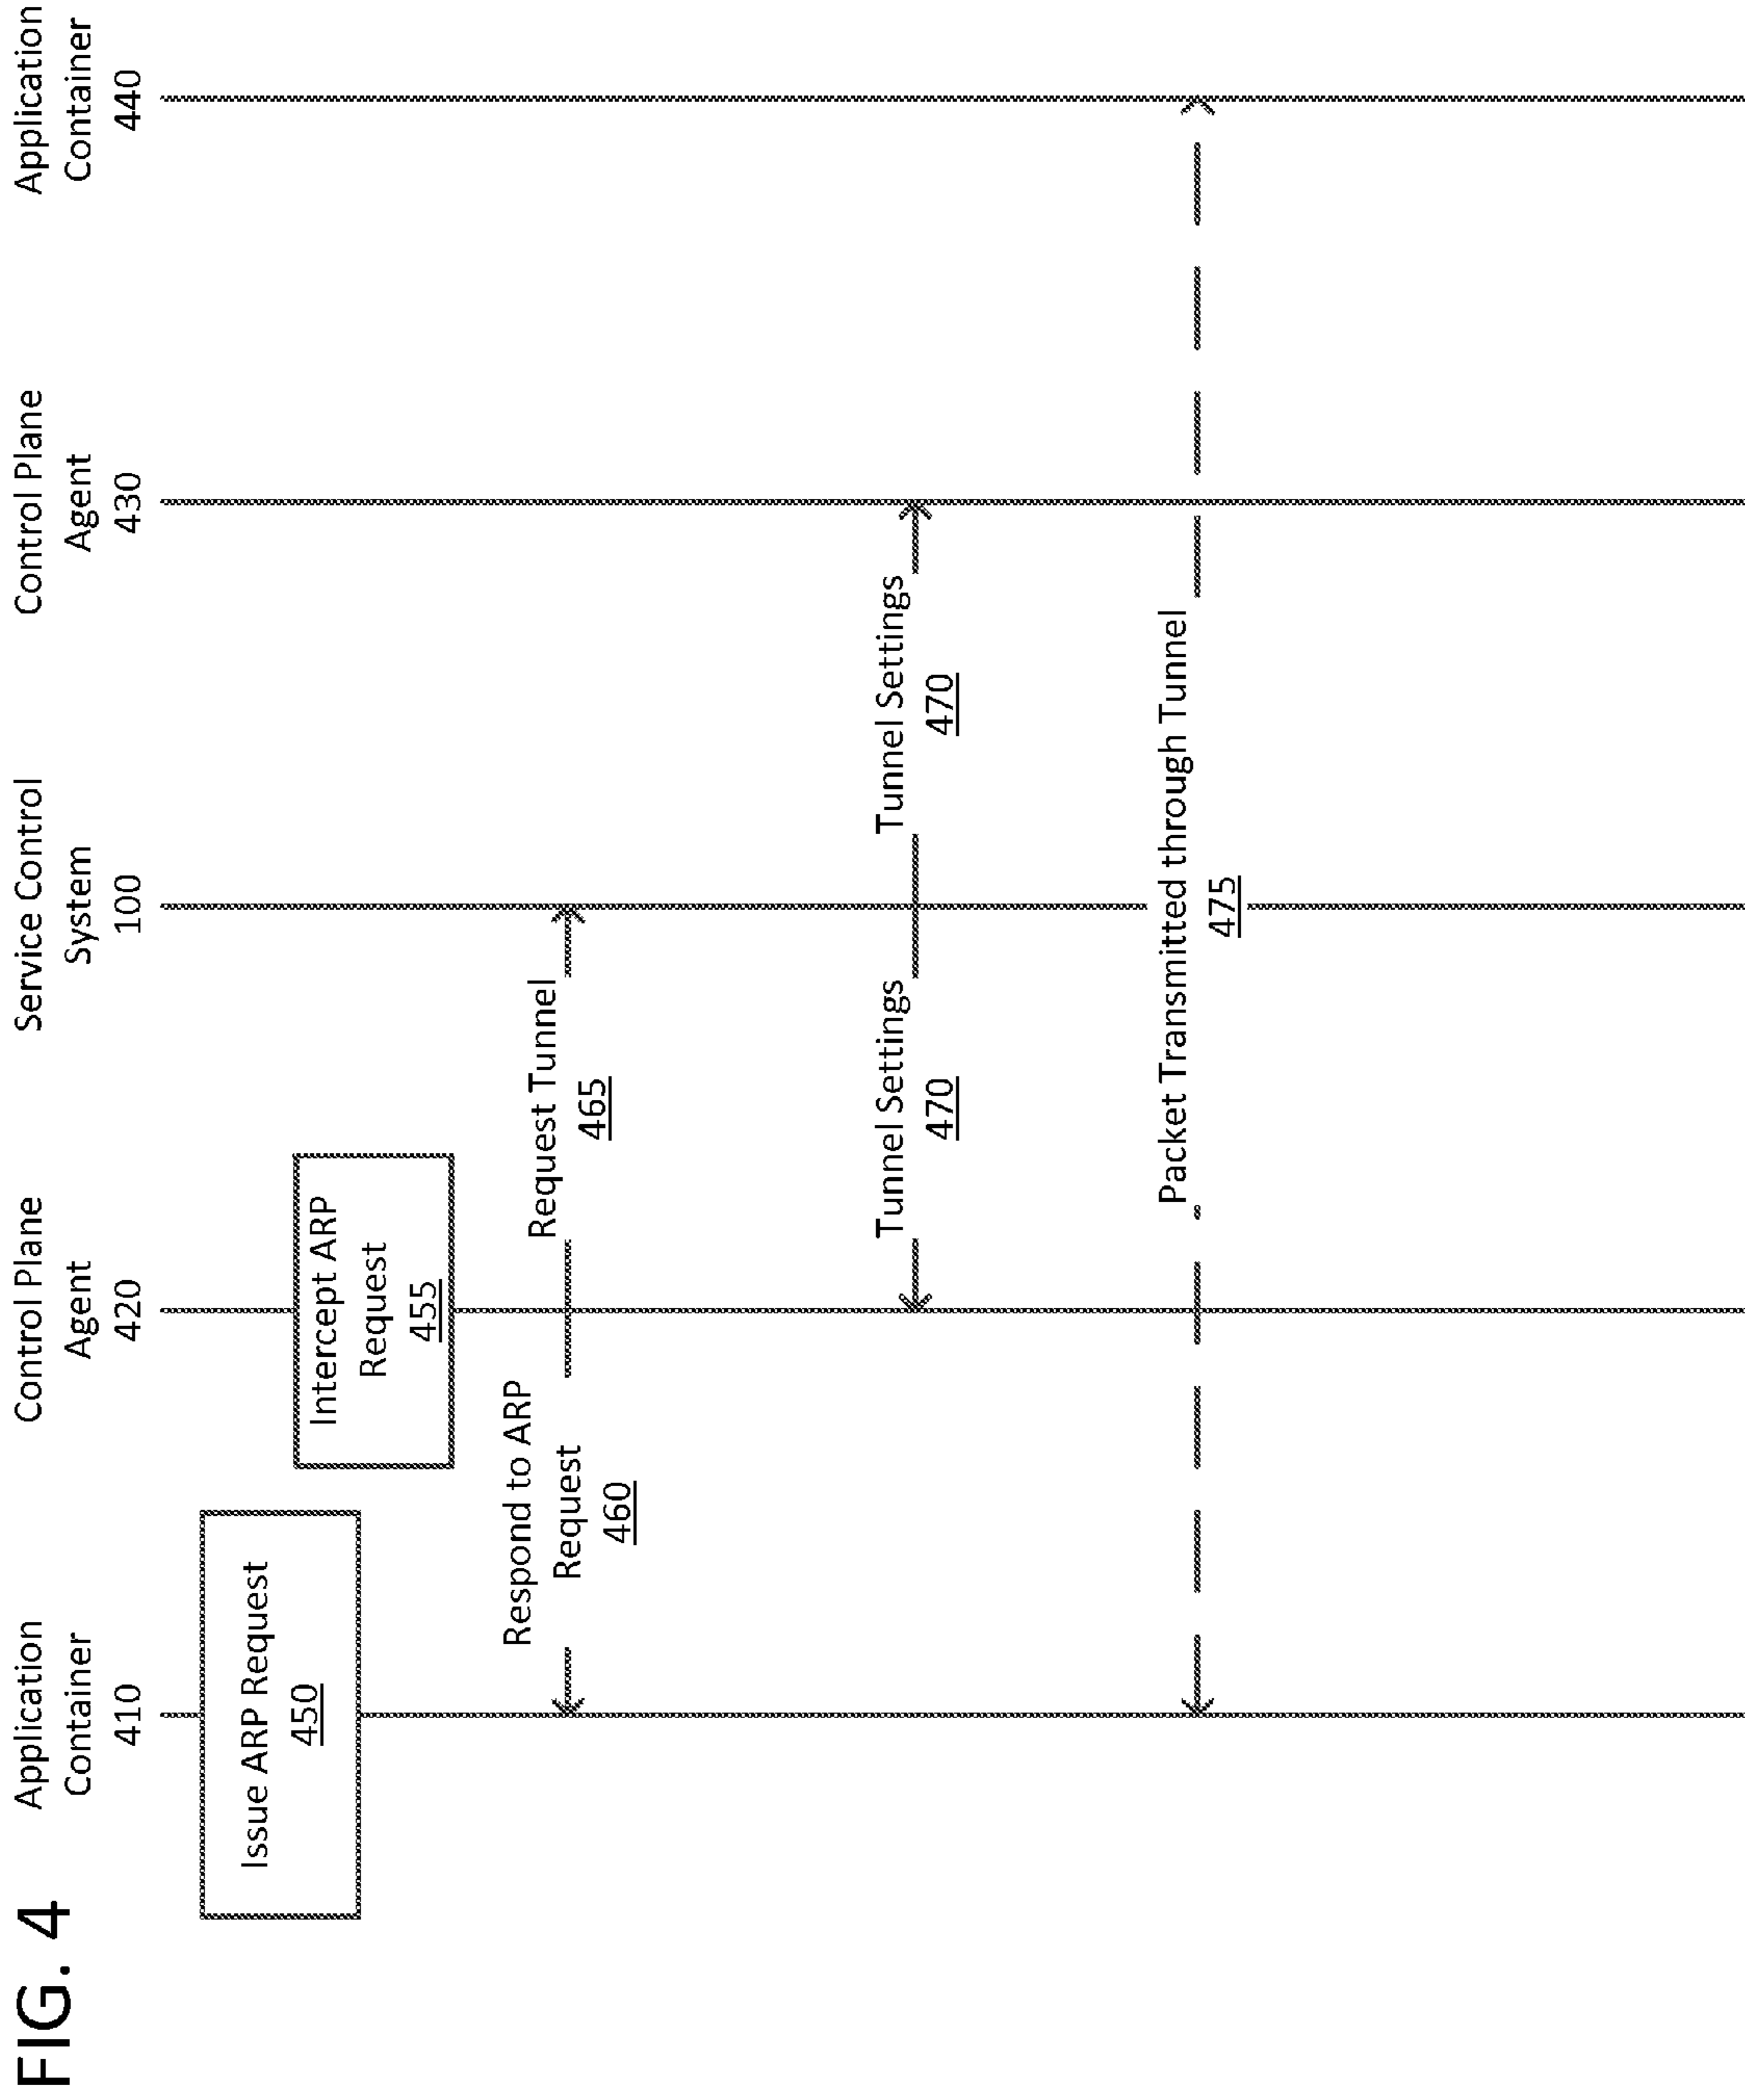 FIG. 4
Application
Container
410
Control Plane
Agent
420
Service Control
System
100
Control Plane
Agent
430
Application
Container
440
Issue ARP Request
450
Intercept ARP
Request
455
Respond to ARP
Request
460
Request Tunnel
465
Tunnel Settings
470
Tunnel Settings
470
Packet Transmitted through Tunnel
475